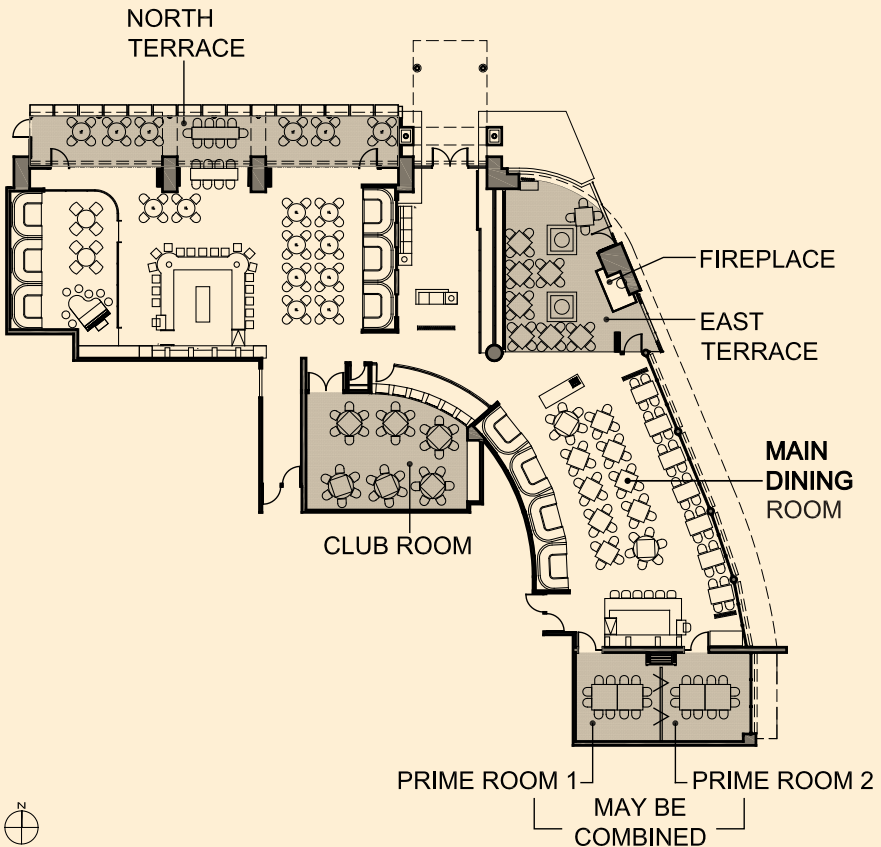 NORTH
TERRACE
FIREPLACE
EAST
TERRACE
MAIN
DINING
ROOM
CLUB ROOM
PRIME ROOM 1
PRIME ROOM 2
MAY BE
COMBINED
N